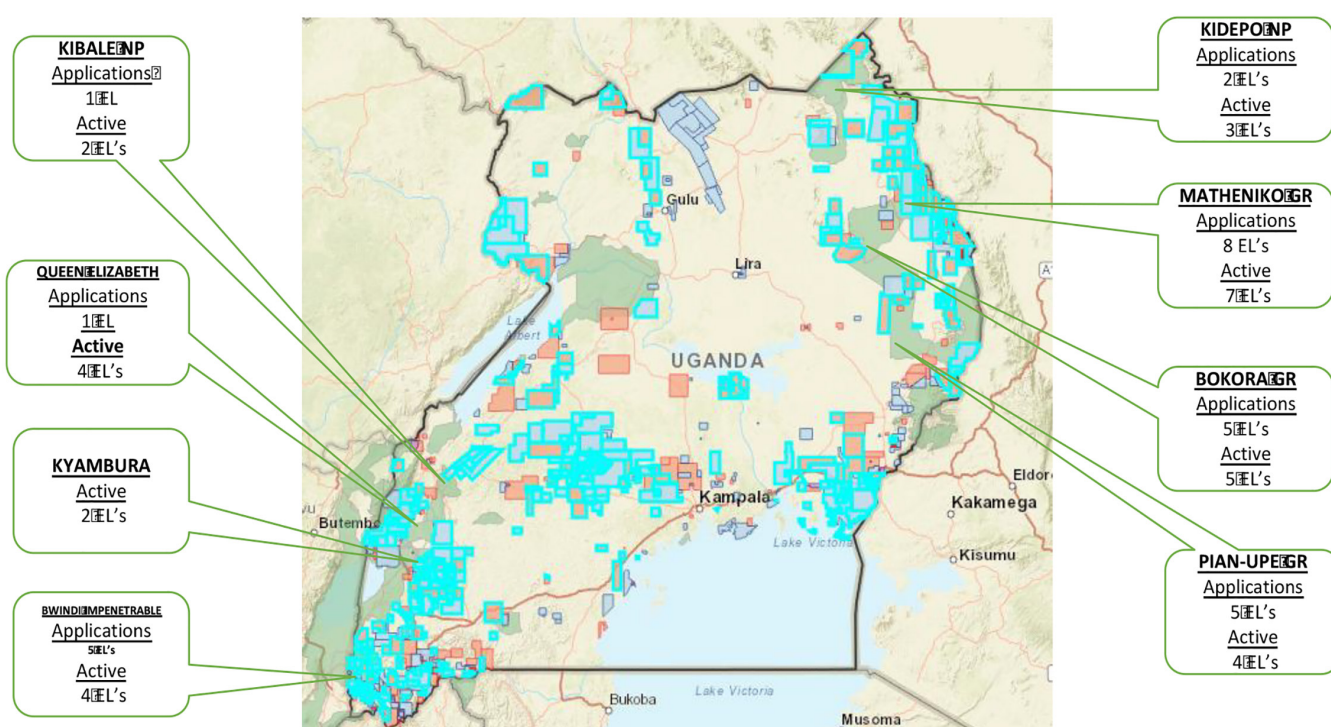 KIBALE NP
Applications
1 EL
Active
2 EL's
QUEEN ELIZABETH
Applications
1 EL
Active
4 EL's
KYAMBURA
Active
2 EL's
BWINDI IMPENETRABLE
Applications
5 EL's
Active
4 EL's
Gulu
Lira
Lake
Albert
UGANDA
Kampala
Butembo
Lake Victoria
Eldor
Kakamega
Kisumu
Bukoba
Lake Victoria
Musoma
KIDEPO NP
Applications
2 EL's
Active
3 EL's
MATHENIKO GR
Applications
8 EL's
Active
7 EL's
BOKORA GR
Applications
5 EL's
Active
5 EL's
PIAN-UPE GR
Applications
5 EL's
Active
4 EL's